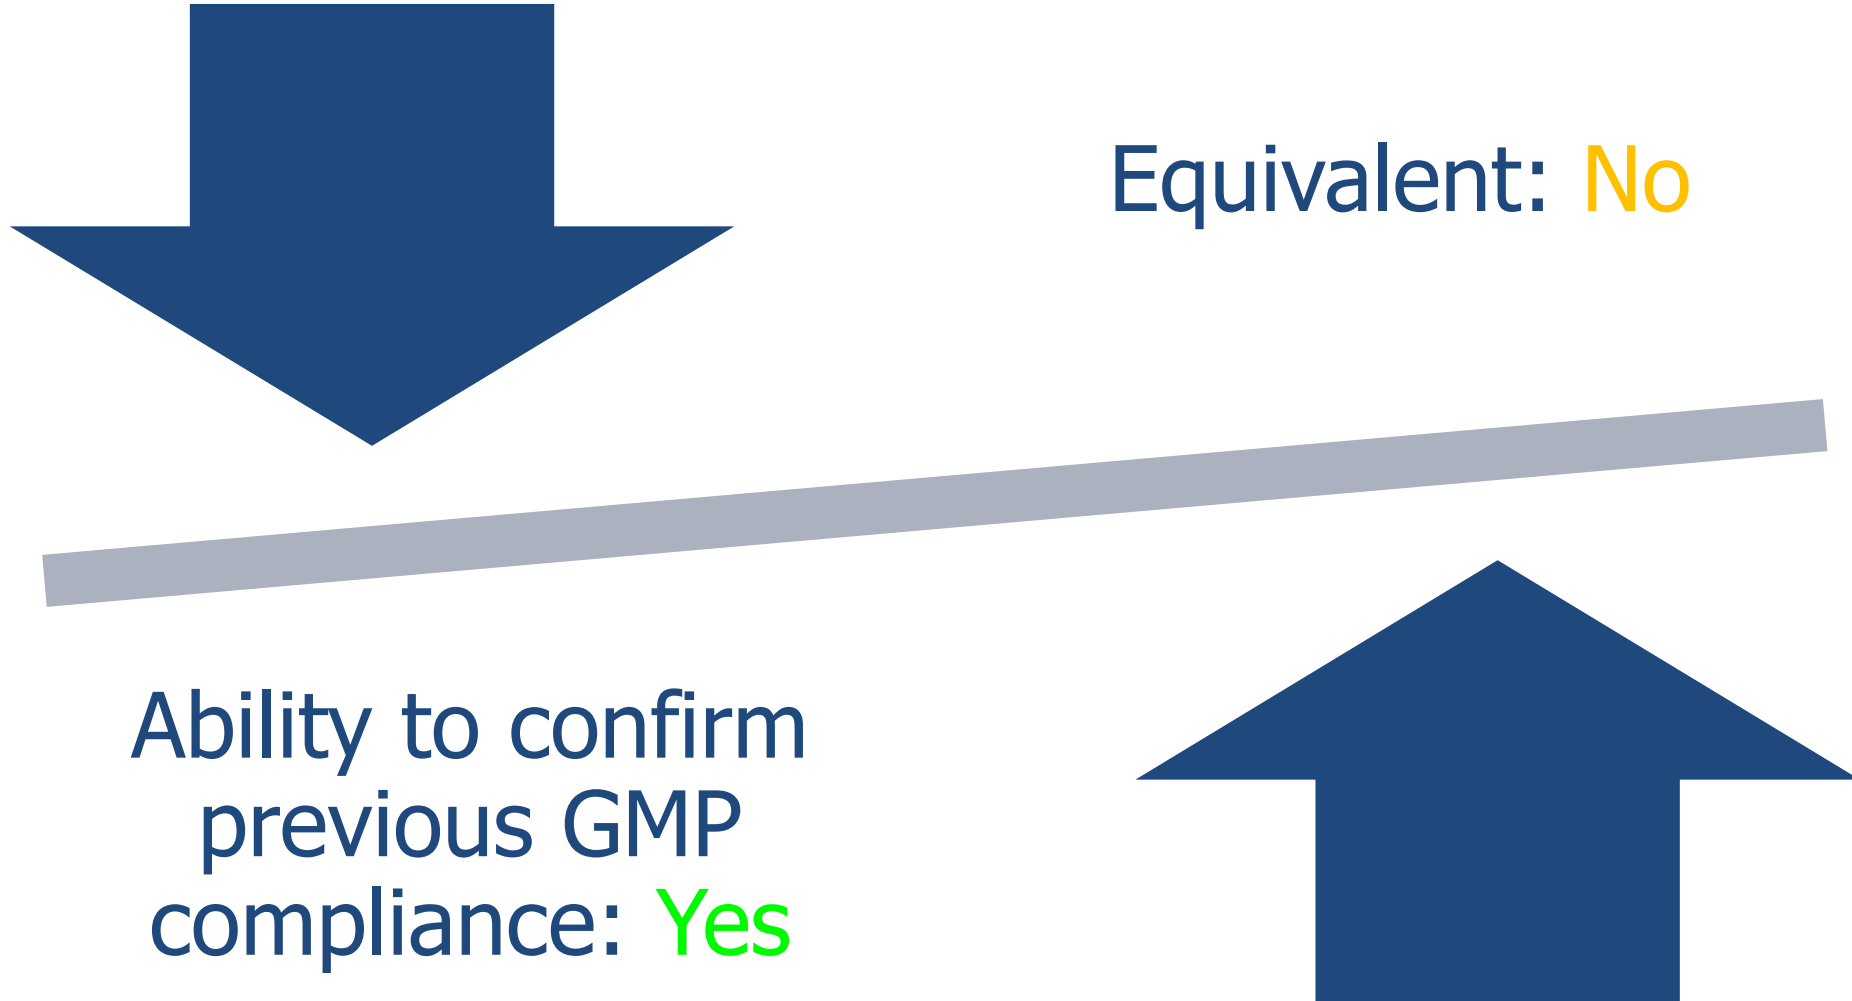 Equivalent: No
Ability to confirm
previous GMP
compliance: Yes